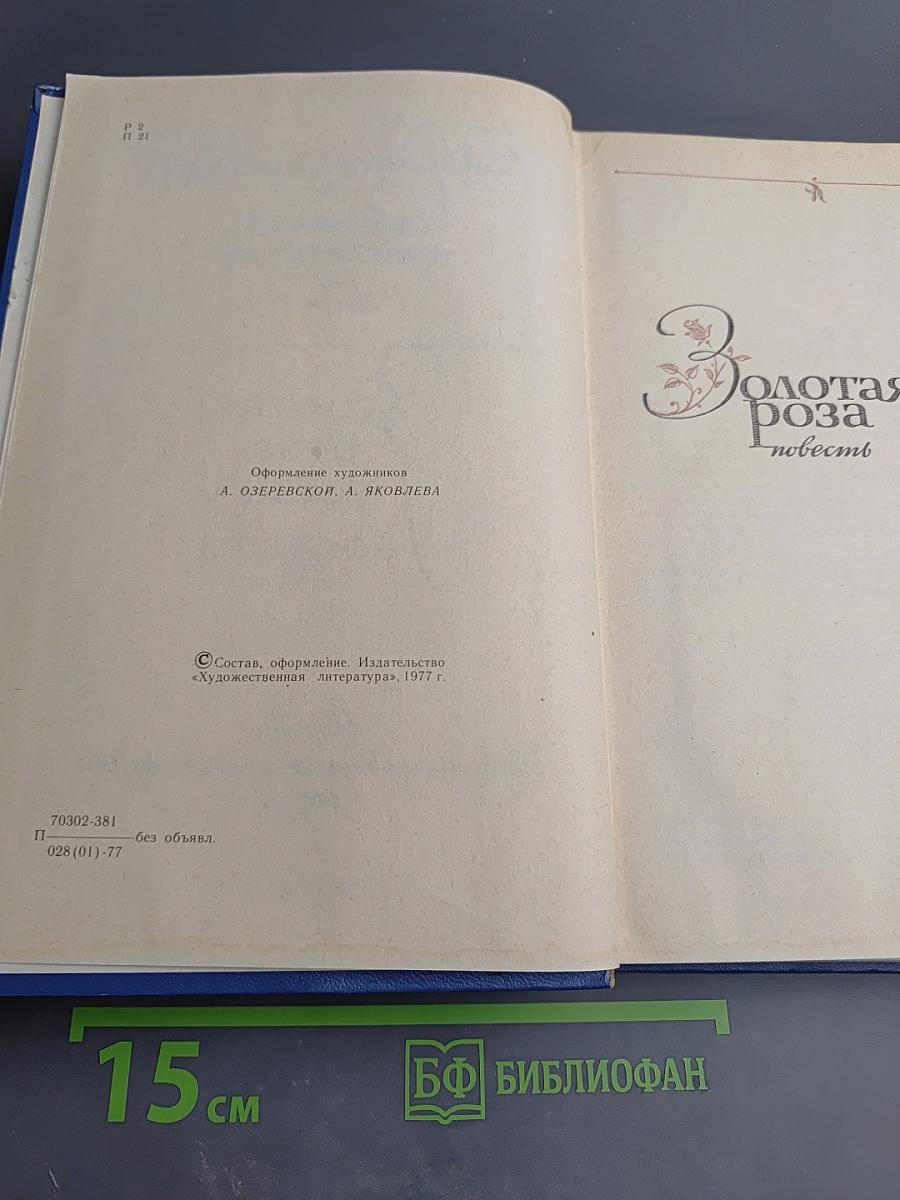 Р 2
П 21
Оформление художников
А. ОЗЕРЕВСКОЙ, А. ЯКОВЛЕВА
©Состав, оформление. Издательство
«Художественная литература», 1977 г.
70302-381
П————без объявл.
028(01)-77
Золотая
роза
повесть
15 см
БФ БИБЛИОФАН